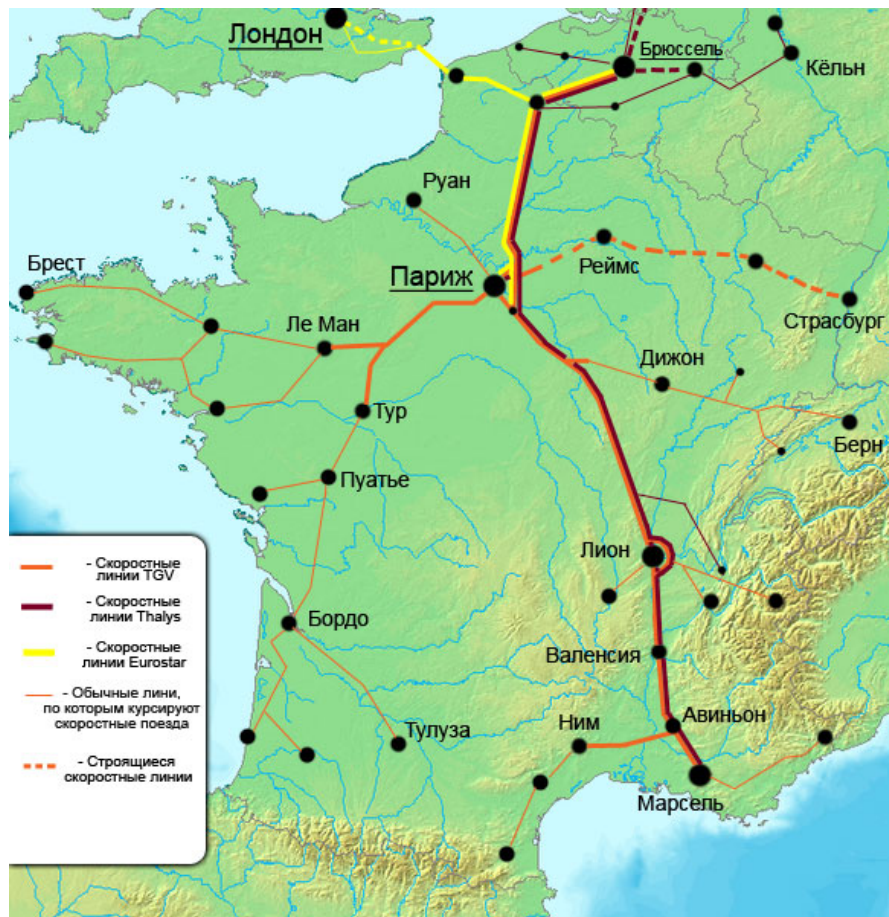 Лондон
Брюссель
Кёльн
Руан
Брест
Париж
Реймс
Ле Ман
Страсбург
Дижон
Тур
Берн
Пуатье
Лион
Бордо
Валенсия
Авиньон
Ним
Тулуза
Марсель
- Скоростные
линии TGV
- Скоростные
линии Thalys
- Скоростные
линии Eurostar
- Обычные лини,
по которым курсируют
скоростные поезда
- Строящиеся
скоростные линии